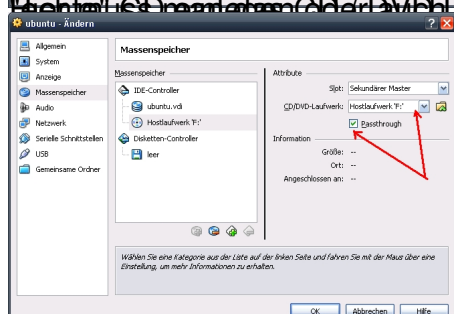 ubuntu - Ändern
Allgemein
System
Anzeige
Massenspeicher
Audio
Netzwerk
Serielle Schnittstellen
USB
Gemeinsame Ordner
Massenspeicher
Massenspeicher
IDE-Controller
ubuntu.vdi
Hostlaufwerk 'F:'
Disketten-Controller
leer
Attribute
Slot: Sekundärer Master
CD/DVD-Laufwerk: Hostlaufwerk 'F:'
Passthrough
Information
Größe: --
Ort: --
Angeschlossen an: --
Wählen Sie eine Kategorie aus der Liste auf der linken Seite und fahren Sie mit der Maus über eine
Einstellung, um mehr Informationen zu erhalten.
OK Abbrechen Hilfe